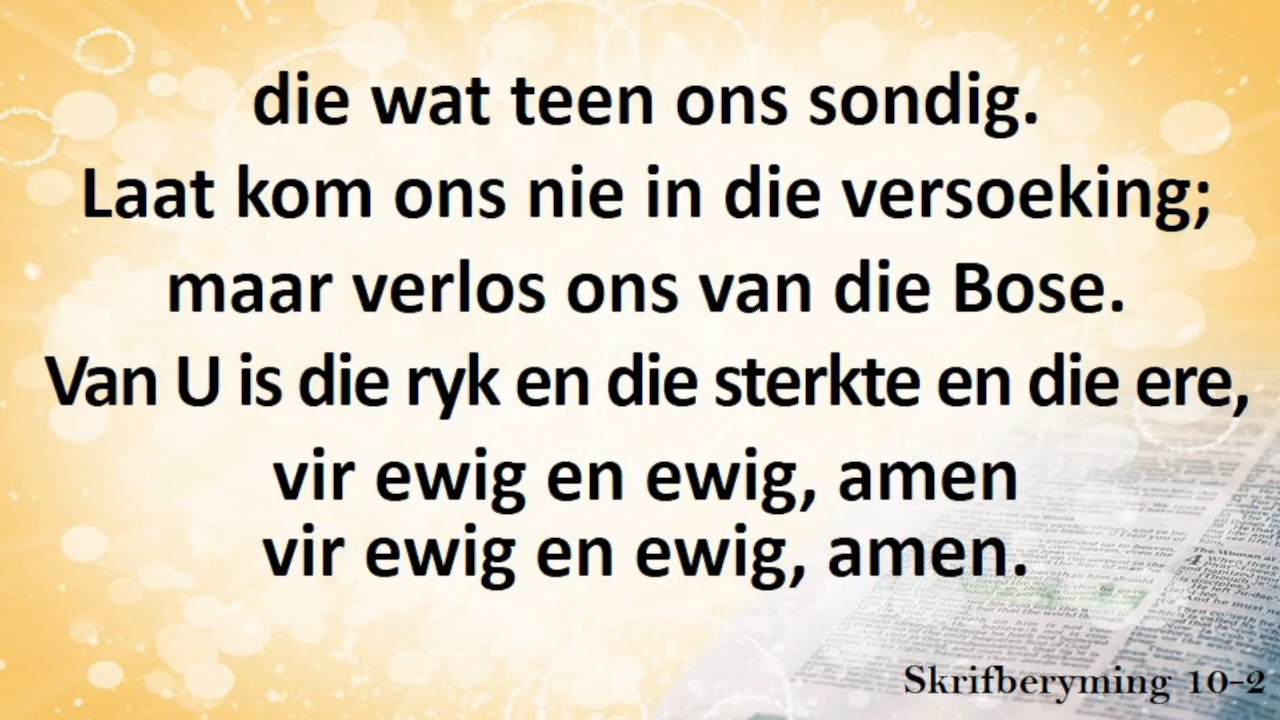 die wat teen ons sondig.
Laat kom ons nie in die versoeking;
maar verlos ons van die Bose.
Van U is die ryk en die sterkte en die ere,
vir ewig en ewig, amen
vir ewig en ewig, amen.
Skrifberyming 10-2